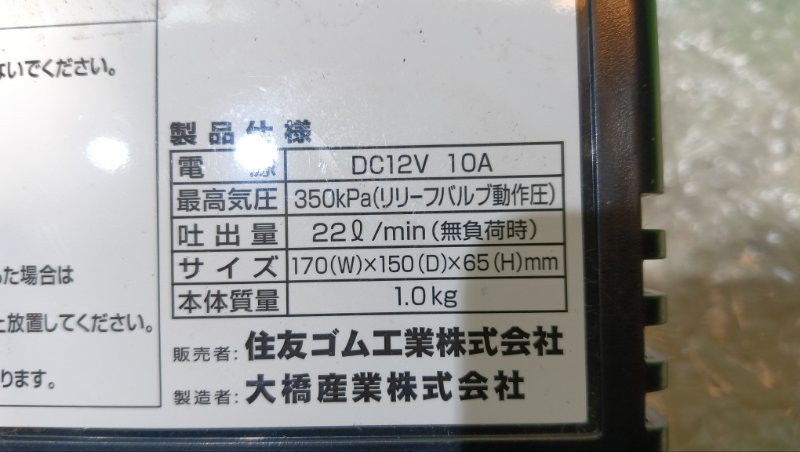 ないでください。
製品仕様
電源 DC12V 10A
最高気圧 350kPa(リリーフバルブ動作圧)
吐出量 22ℓ/min(無負荷時)
サイズ 170(W)×150(D)×65(H)mm
本体質量 1.0kg
た場合は
放置してください。
ります。
販売者:住友ゴム工業株式会社
製造者:大橋産業株式会社